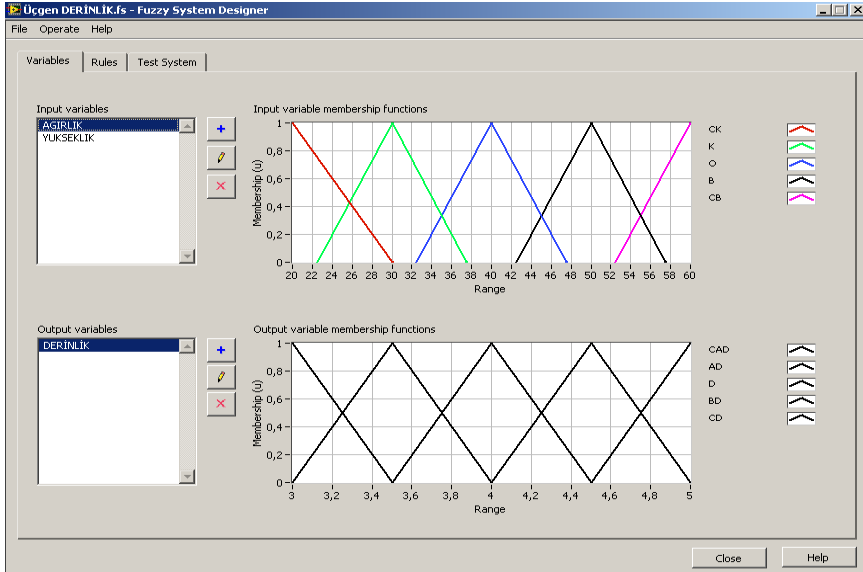 Üçgen DERİNLİK.fs - Fuzzy System Designer
File Operate Help
Variables Rules Test System
Input variables
AGIRLIK
YUKSEKLIK
Input variable membership functions
Membership (u)
1
0,8
0,6
0,4
0,2
0
20 22 24 26 28 30 32 34 36 38 40 42 44 46 48 50 52 54 56 58 60
Range
CK
K
O
B
CB
Output variables
DERİNLİK
Output variable membership functions
Membership (u)
1
0,8
0,6
0,4
0,2
0
3 3,2 3,4 3,6 3,8 4 4,2 4,4 4,6 4,8 5
Range
CAD
AD
D
BD
CD
Close Help